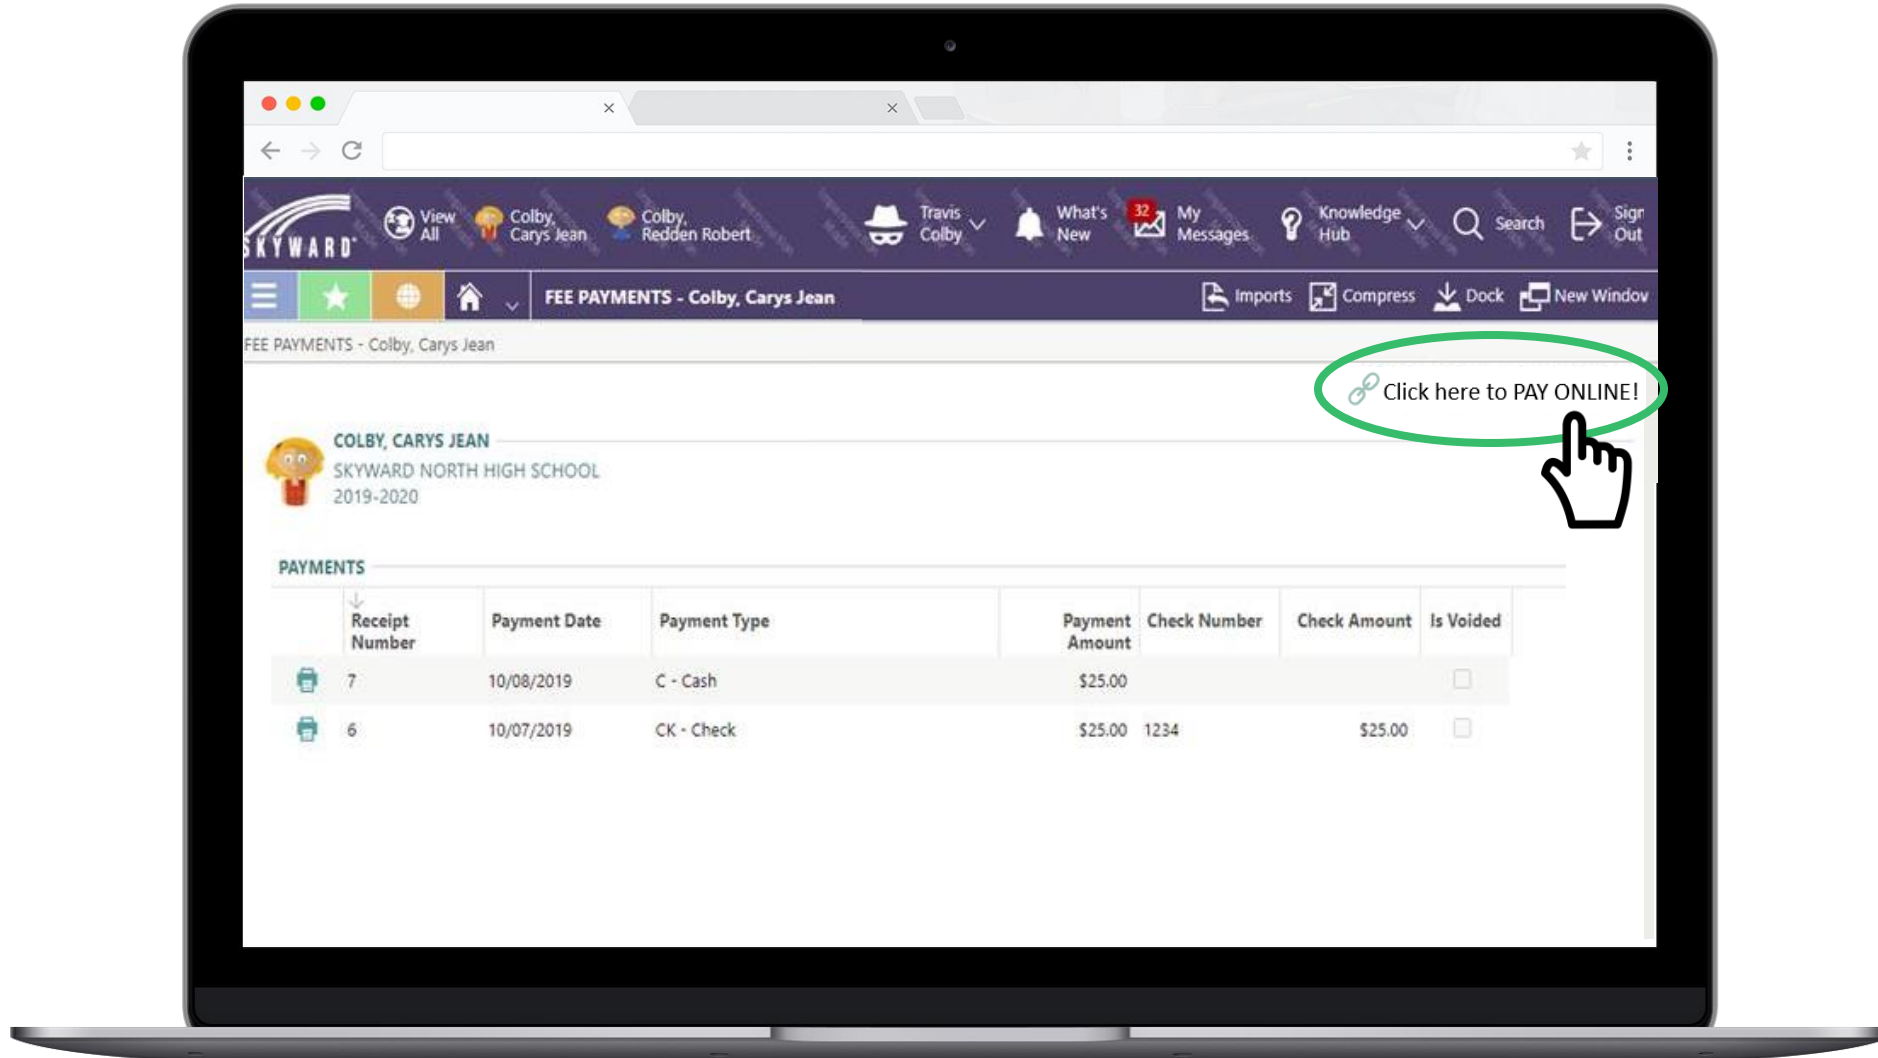 SKYWARD
View
All
Colby,
Carys Jean
Colby,
Redden Robert
Travis
Colby
What's
New
32
My
Messages
Knowledge
Hub
Search
Sign
Out
FEE PAYMENTS - Colby, Carys Jean
Imports
Compress
Dock
New Window
FEE PAYMENTS - Colby, Carys Jean
Click here to PAY ONLINE!
COLBY, CARYS JEAN
SKYWARD NORTH HIGH SCHOOL
2019-2020
PAYMENTS
Receipt Number Payment Date Payment Type Payment Amount Check Number Check Amount Is Voided
7 10/08/2019 C - Cash $25.00
6 10/07/2019 CK - Check $25.00 1234 $25.00